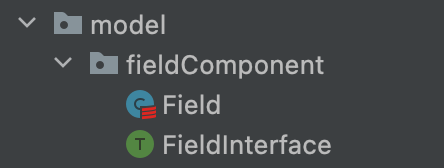 model
fieldComponent
C Field
T FieldInterface